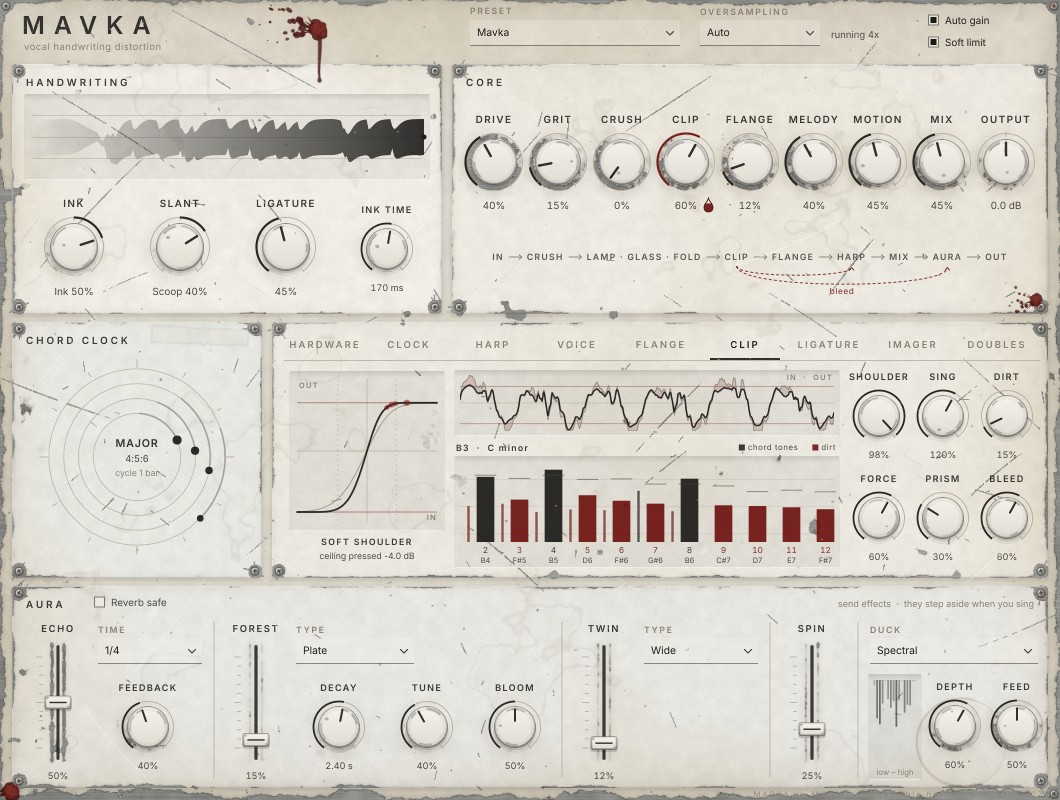 MAVKA
vocal handwriting distortion
PRESET
Mavka
OVERSAMPLING
Auto
running 4x
Auto gain
Soft limit
HANDWRITING
INK SLANT LIGATURE INK TIME
Ink 50% Scoop 40% 45% 170 ms
CORE
DRIVE GRIT CRUSH CLIP FLANGE MELODY MOTION MIX OUTPUT
40% 15% 0% 60% 12% 40% 45% 45% 0.0 dB
IN → CRUSH → LAMP · GLASS · FOLD → CLIP → FLANGE → HARP → MIX → AURA → OUT
bleed
CHORD CLOCK
MAJOR
4:5:6
cycle 1 bar
HARDWARE CLOCK HARP VOICE FLANGE CLIP LIGATURE IMAGER DOUBLES
OUT
IN
SOFT SHOULDER
ceiling pressed -4.0 dB
IN · OUT
B3 · C minor
chord tones dirt
2 3 4 5 6 7 8 9 10 11 12
B4 F#5 B5 D6 F#6 G#6 B6 C#7 D7 E7 F#7
SHOULDER SING DIRT
98% 120% 15%
FORCE PRISM BLEED
60% 30% 60%
AURA
Reverb safe
send effects · they step aside when you sing
ECHO
50%
TIME
1/4
FEEDBACK
40%
FOREST
15%
TYPE
Plate
DECAY TUNE BLOOM
2.40 s 40% 50%
TWIN
12%
TYPE
Wide
SPIN
25%
DUCK
Spectral
low – high
DEPTH FEED
60% 50%